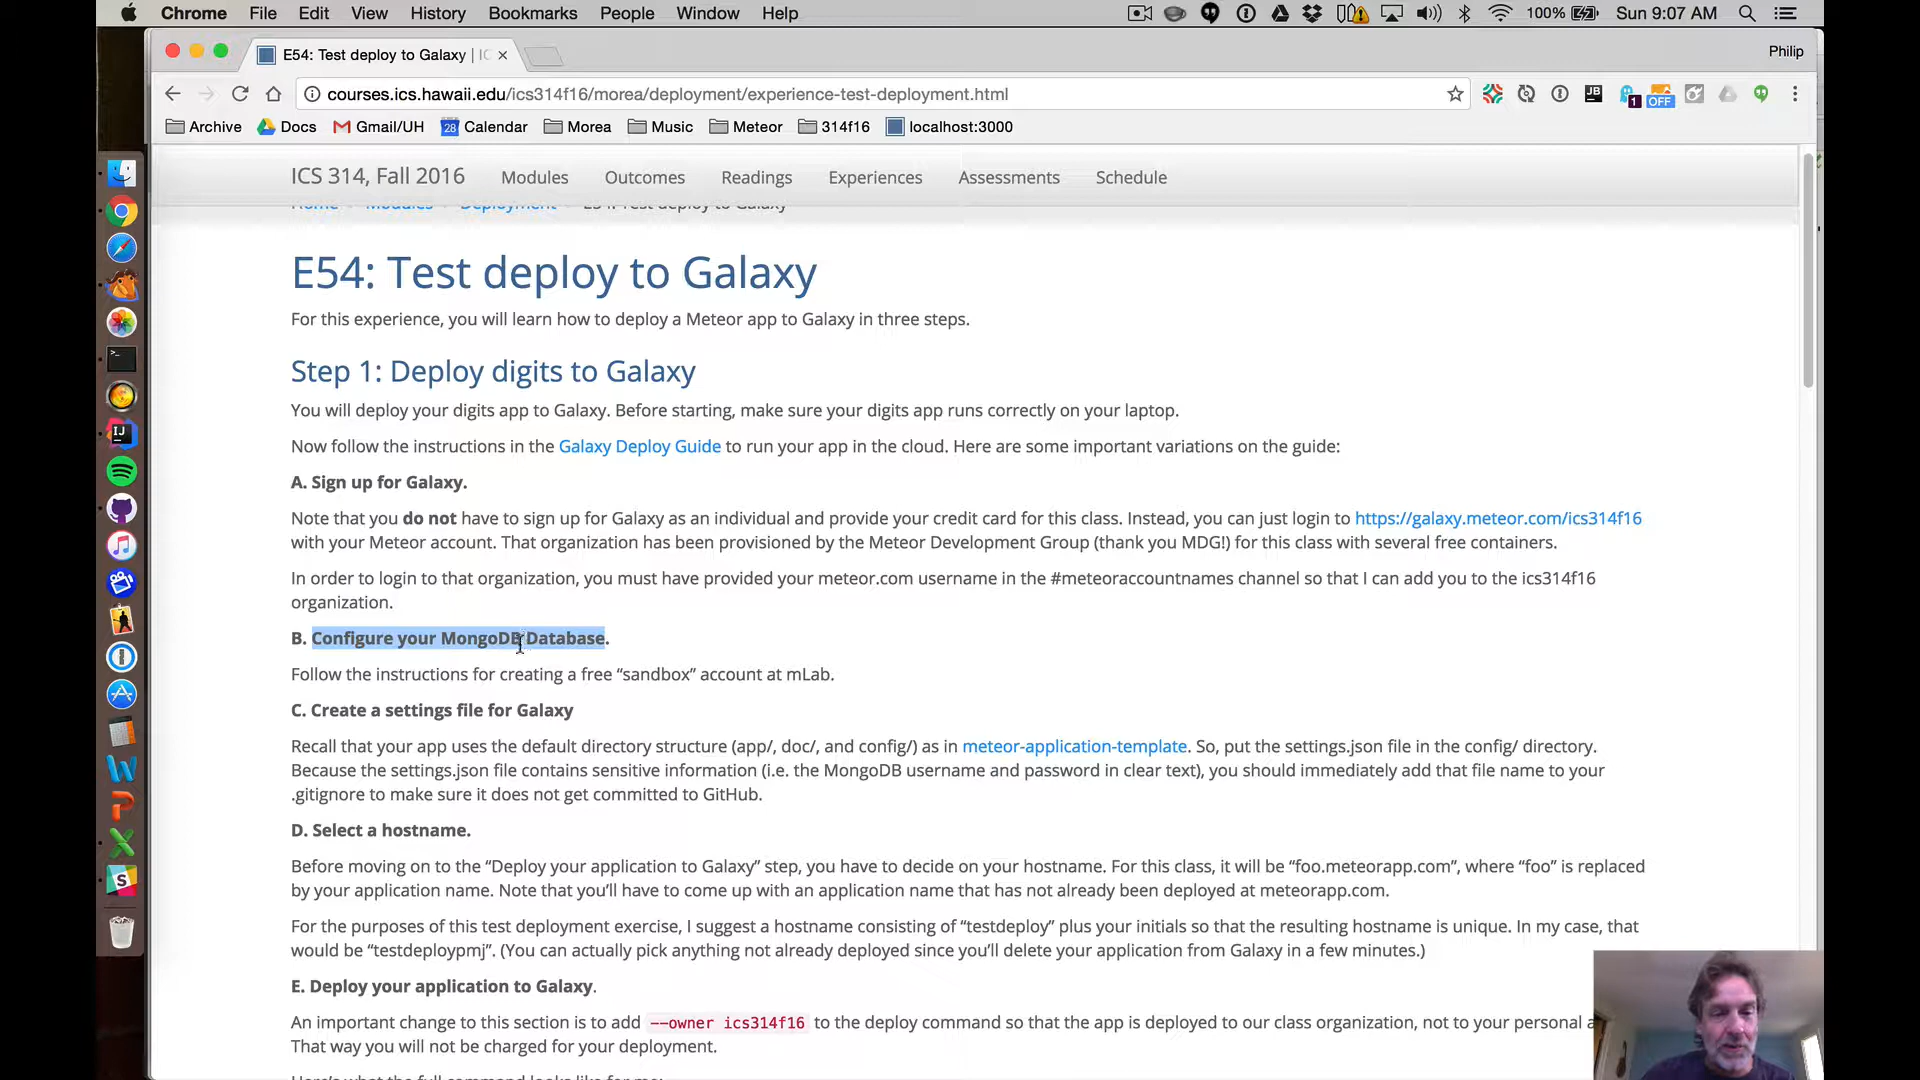 Chrome File Edit View History Bookmarks People Window Help 100% Sun 9:07 AM
E54: Test deploy to Galaxy | IC
Philip
courses.ics.hawaii.edu/ics314f16/morea/deployment/experience-test-deployment.html
JB 1 OFF
Archive Docs Gmail/UH 28 Calendar Morea Music Meteor 314f16 localhost:3000
ICS 314, Fall 2016 Modules Outcomes Readings Experiences Assessments Schedule
Home Modules Deployment E54: Test deploy to Galaxy
E54: Test deploy to Galaxy
For this experience, you will learn how to deploy a Meteor app to Galaxy in three steps.
Step 1: Deploy digits to Galaxy
You will deploy your digits app to Galaxy. Before starting, make sure your digits app runs correctly on your laptop.
Now follow the instructions in the Galaxy Deploy Guide to run your app in the cloud. Here are some important variations on the guide:
A. Sign up for Galaxy.
Note that you do not have to sign up for Galaxy as an individual and provide your credit card for this class. Instead, you can just login to https://galaxy.meteor.com/ics314f16
with your Meteor account. That organization has been provisioned by the Meteor Development Group (thank you MDG!) for this class with several free containers.
In order to login to that organization, you must have provided your meteor.com username in the #meteoraccountnames channel so that I can add you to the ics314f16
organization.
B. Configure your MongoDB Database.
Follow the instructions for creating a free “sandbox” account at mLab.
C. Create a settings file for Galaxy
Recall that your app uses the default directory structure (app/, doc/, and config/) as in meteor-application-template. So, put the settings.json file in the config/ directory.
Because the settings.json file contains sensitive information (i.e. the MongoDB username and password in clear text), you should immediately add that file name to your
.gitignore to make sure it does not get committed to GitHub.
D. Select a hostname.
Before moving on to the “Deploy your application to Galaxy” step, you have to decide on your hostname. For this class, it will be “foo.meteorapp.com”, where “foo” is replaced
by your application name. Note that you’ll have to come up with an application name that has not already been deployed at meteorapp.com.
For the purposes of this test deployment exercise, I suggest a hostname consisting of “testdeploy” plus your initials so that the resulting hostname is unique. In my case, that
would be “testdeploypmj”. (You can actually pick anything not already deployed since you’ll delete your application from Galaxy in a few minutes.)
E. Deploy your application to Galaxy.
An important change to this section is to add --owner ics314f16 to the deploy command so that the app is deployed to our class organization, not to your personal a
That way you will not be charged for your deployment.
Here’s what the full command looks like for me: